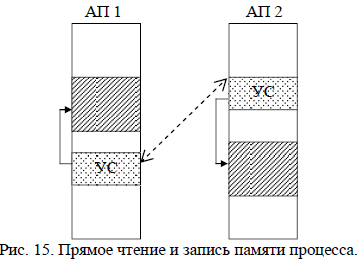 АП 1 АП 2
УС
УС
Рис. 15. Прямое чтение и запись памяти процесса.